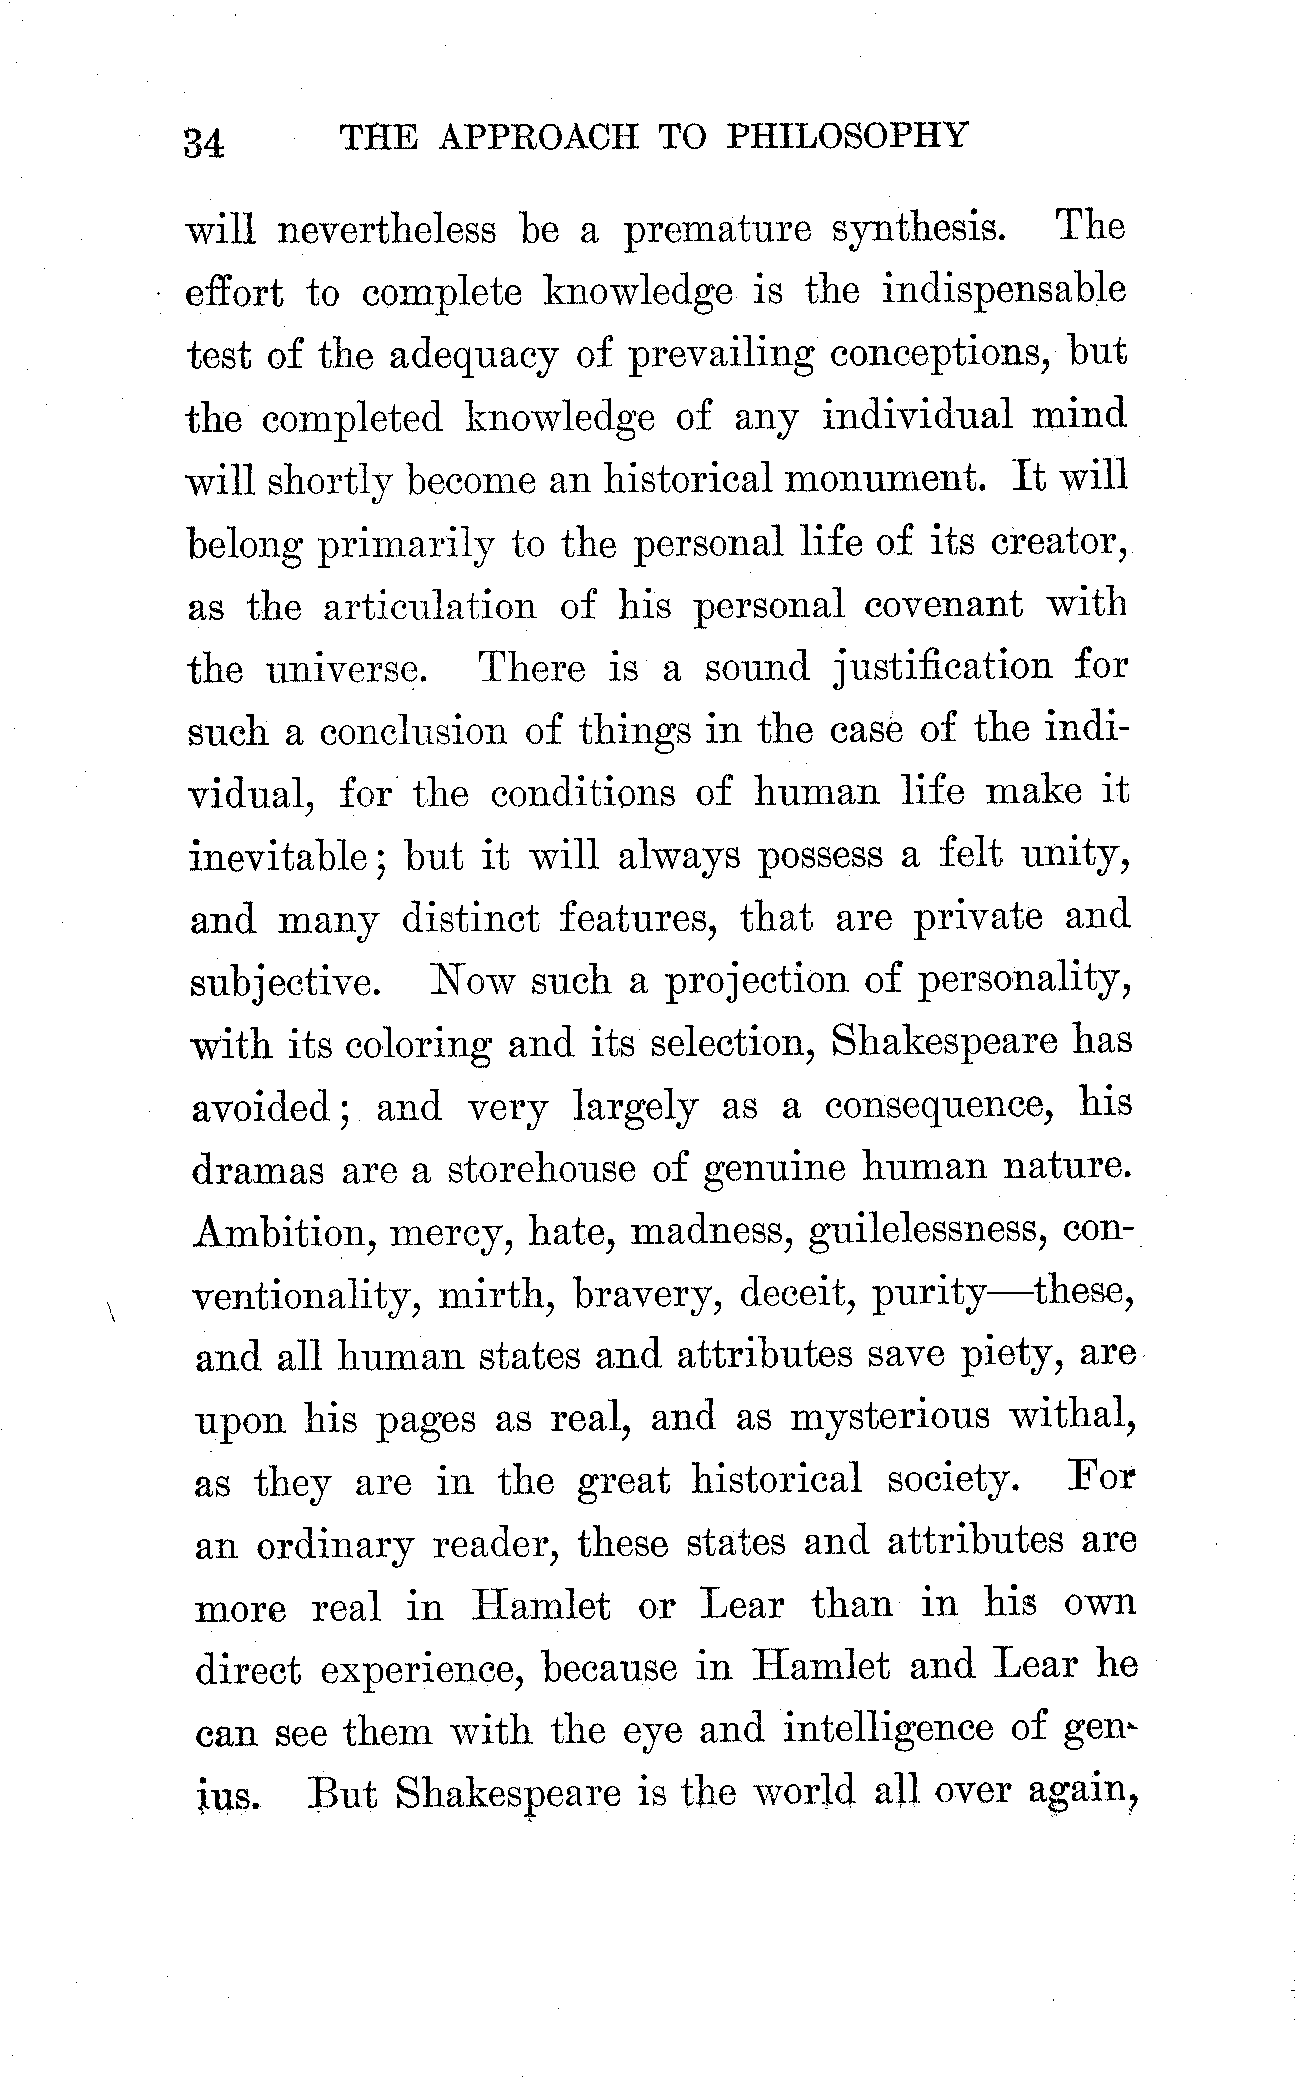 34 THE APPROACH TO PHILOSOPHY
will nevertheless be a premature synthesis. The
effort to complete knowledge is the indispensable
test of the adequacy of prevailing conceptions, but
the completed knowledge of any individual mind
will shortly become an historical monument. It will
belong primarily to the personal life of its creator,
as the articulation of his personal covenant with
the universe. There is a sound justification for
such a conclusion of things in the case of the indi-
vidual, for the conditions of human life make it
inevitable; but it will always possess a felt unity,
and many distinct features, that are private and
subjective. Now such a projection of personality,
with its coloring and its selection, Shakespeare has
avoided; and very largely as a consequence, his
dramas are a storehouse of genuine human nature.
Ambition, mercy, hate, madness, guilelessness, con-
ventionality, mirth, bravery, deceit, purity—these,
and all human states and attributes save piety, are
upon his pages as real, and as mysterious withal,
as they are in the great historical society. For
an ordinary reader, these states and attributes are
more real in Hamlet or Lear than in his own
direct experience, because in Hamlet and Lear he
can see them with the eye and intelligence of gen-
ius. But Shakespeare is the world all over again,